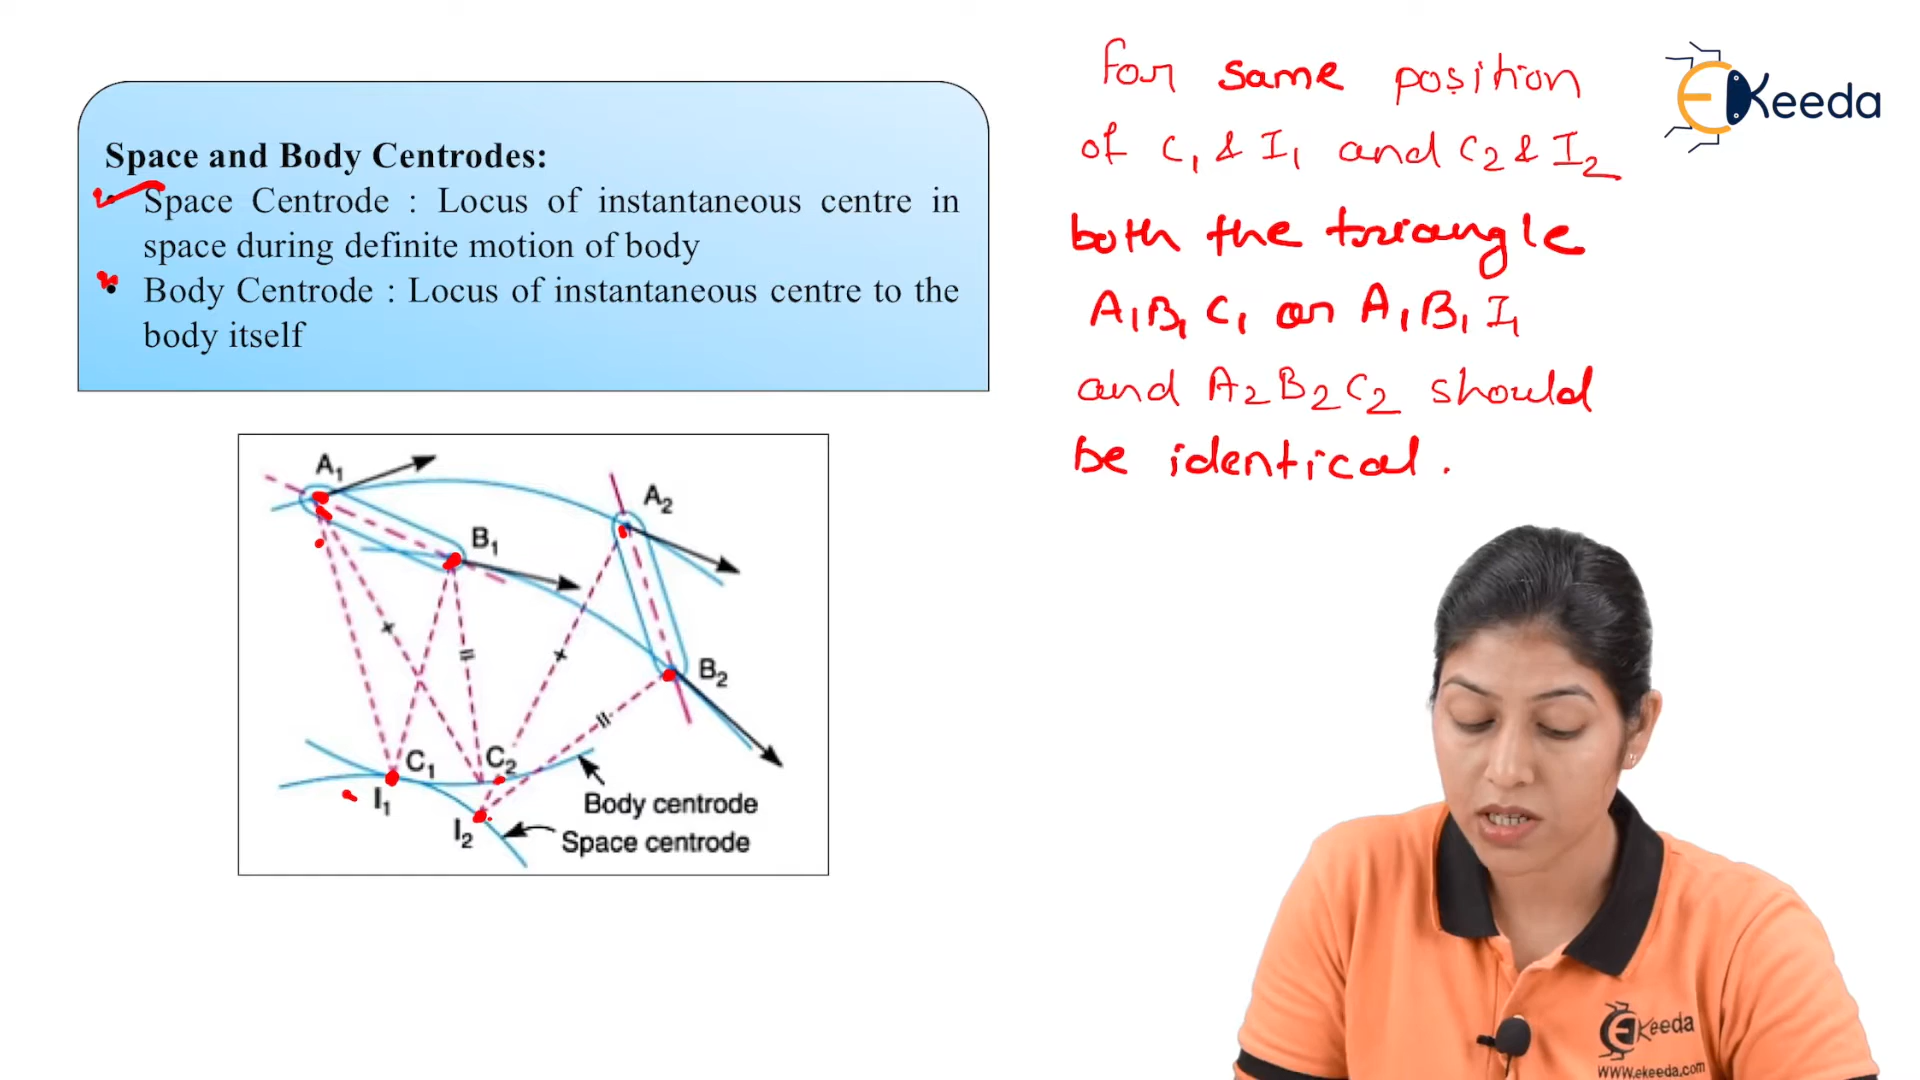 Space and Body Centrodes:
• Space Centrode : Locus of instantaneous centre in
space during definite motion of body
• Body Centrode : Locus of instantaneous centre to the
body itself
For same position
of C₁ & I₁ and C₂ & I₂
both the triangle
A₁B₁C₁ or A₁B₁I₁
and A₂B₂C₂ should
be identical.
EKeeda
A₁
B₁
A₂
B₂
C₁
C₂
I₁
I₂
Body centrode
Space centrode
EKeeda
WWW.ekeeda.com